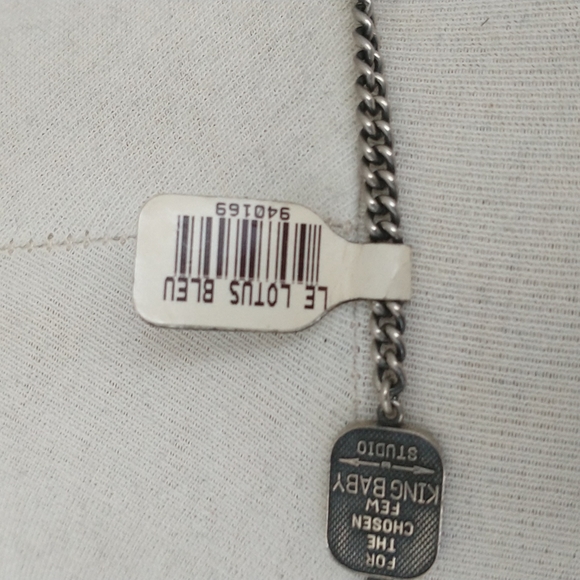 LE LOTUS BLEU
940169
FOR
THE
CHOSEN
FEW
KING BABY
STUDIO